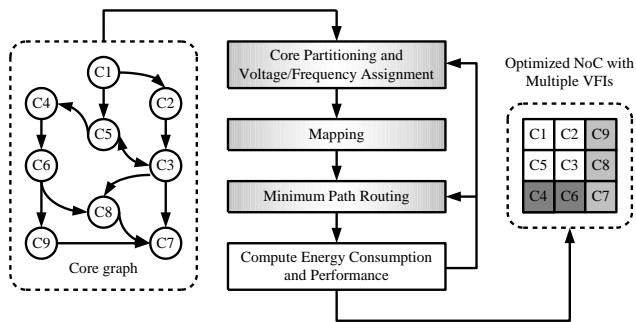 C1
C4
C2
C5
C6
C3
C8
C9
C7
Core graph
Core Partitioning and
Voltage/Frequency Assignment
Mapping
Minimum Path Routing
Compute Energy Consumption
and Performance
Optimized NoC with
Multiple VFIs
C1 C2 C9
C5 C3 C8
C4 C6 C7